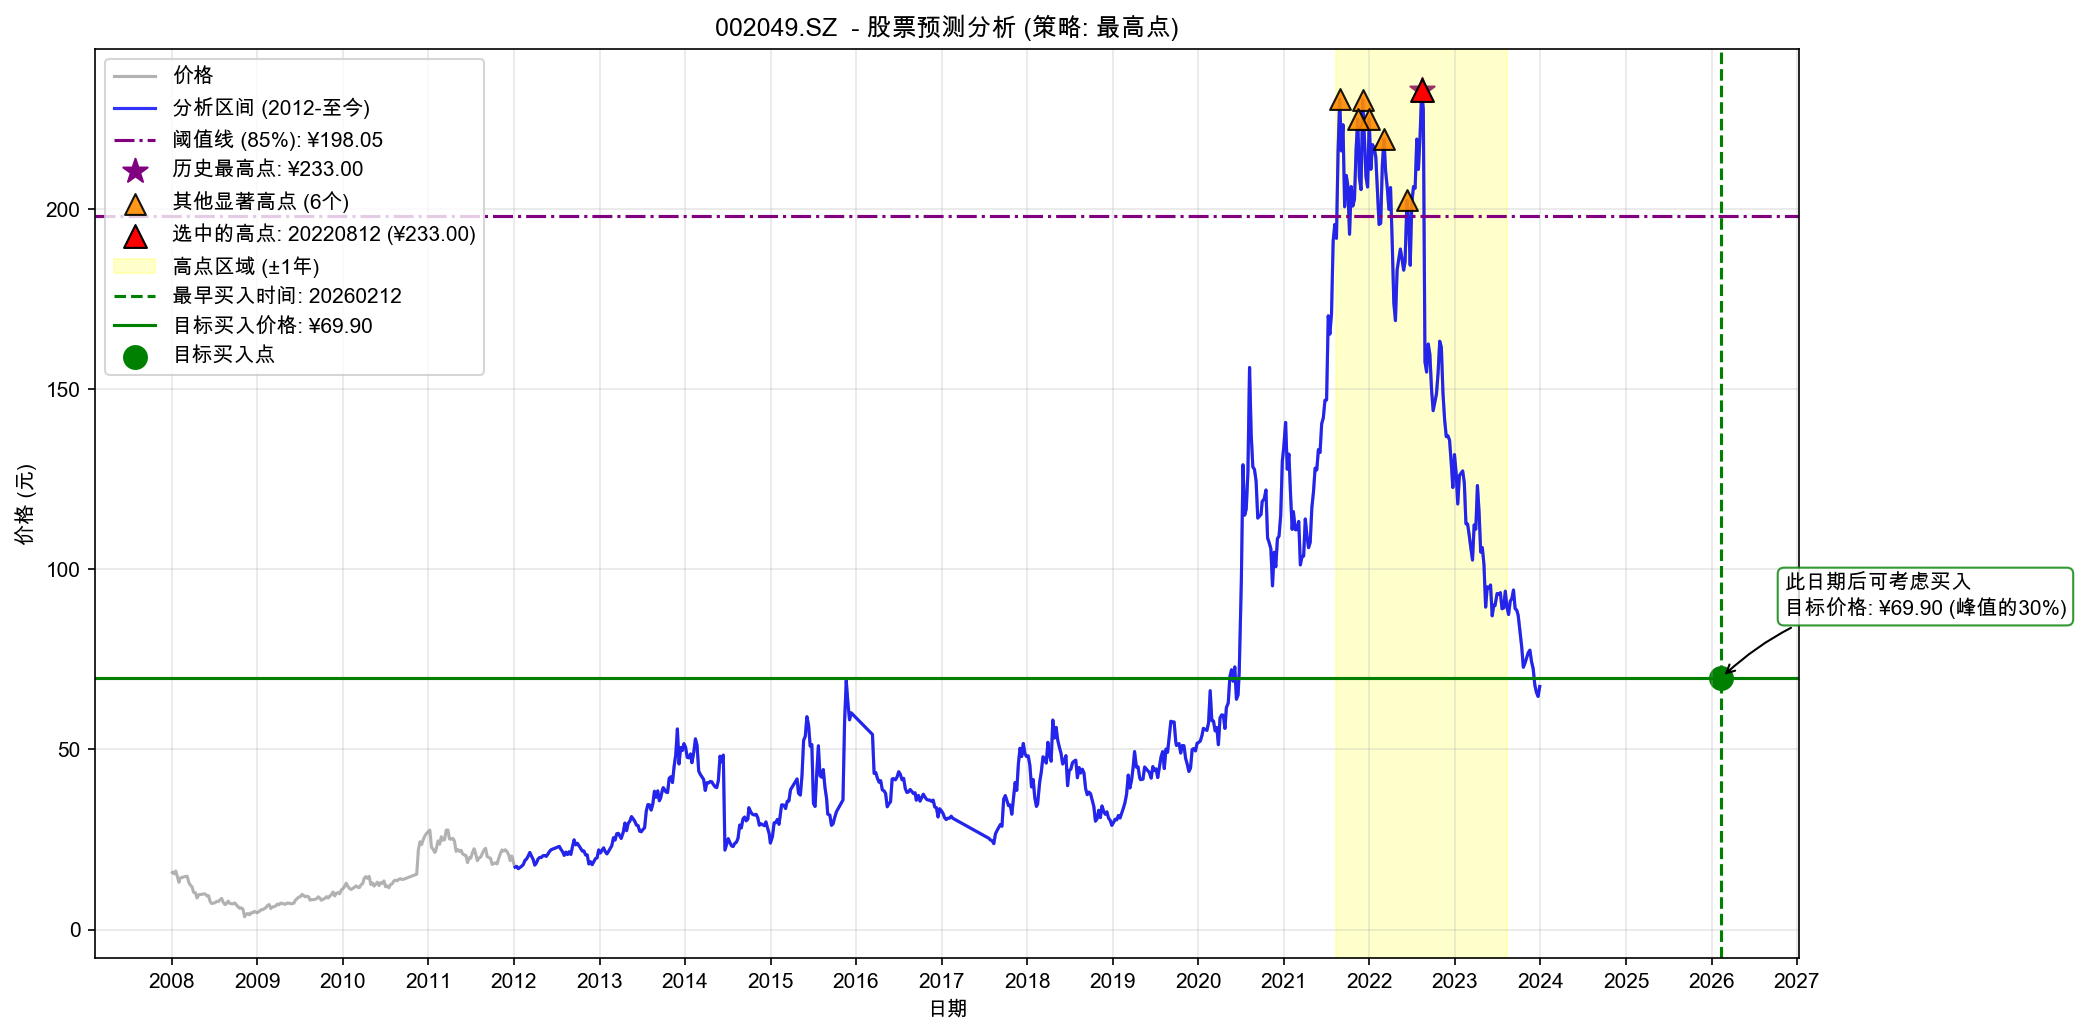 002049.SZ - 股票预测分析 (策略: 最高点)
价格
分析区间 (2012-至今)
阈值线 (85%): ¥198.05
历史最高点: ¥233.00
其他显著高点 (6个)
选中的高点: 20220812 (¥233.00)
高点区域 (±1年)
最早买入时间: 20260212
目标买入价格: ¥69.90
目标买入点
200
150
100
50
0
价格 (元)
此日期后可考虑买入
目标价格: ¥69.90 (峰值的30%)
2008 2009 2010 2011 2012 2013 2014 2015 2016 2017 2018 2019 2020 2021 2022 2023 2024 2025 2026 2027
日期